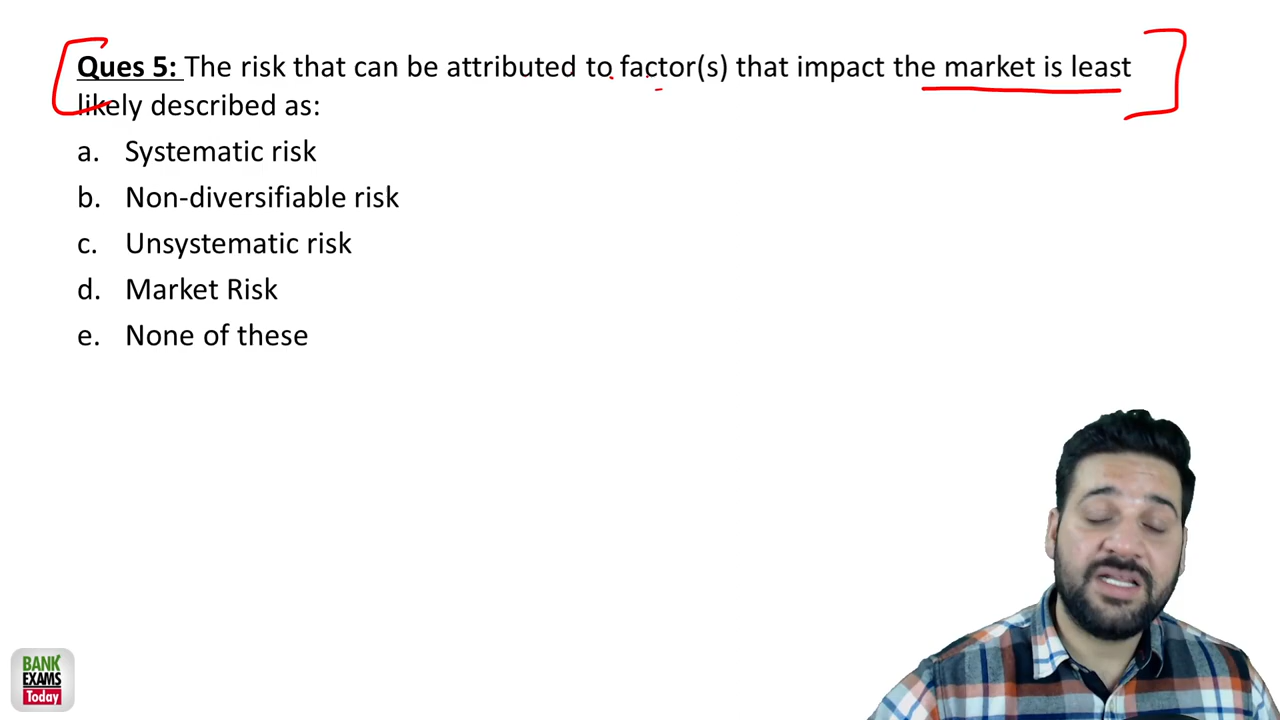 Ques 5: The risk that can be attributed to factor(s) that impact the market is least
likely described as:
a. Systematic risk
b. Non-diversifiable risk
c. Unsystematic risk
d. Market Risk
e. None of these
BANK
EXAMS
Today